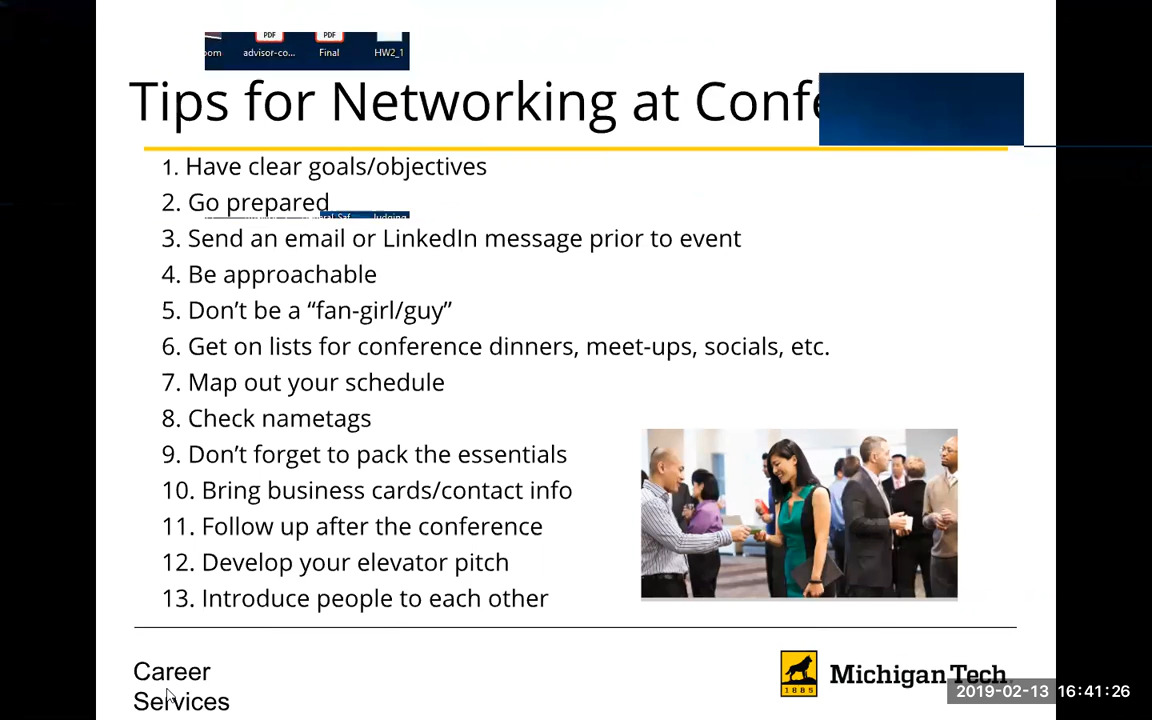 oom advisor-co... Final HW2_1
PDF PDF
Tips for Networking at Confe
1. Have clear goals/objectives
2. Go prepared
3. Send an email or LinkedIn message prior to event
4. Be approachable
5. Don’t be a “fan-girl/guy”
6. Get on lists for conference dinners, meet-ups, socials, etc.
7. Map out your schedule
8. Check nametags
9. Don’t forget to pack the essentials
10. Bring business cards/contact info
11. Follow up after the conference
12. Develop your elevator pitch
13. Introduce people to each other
Career
Services
1885
Michigan Tech
2019-02-13 16:41:26